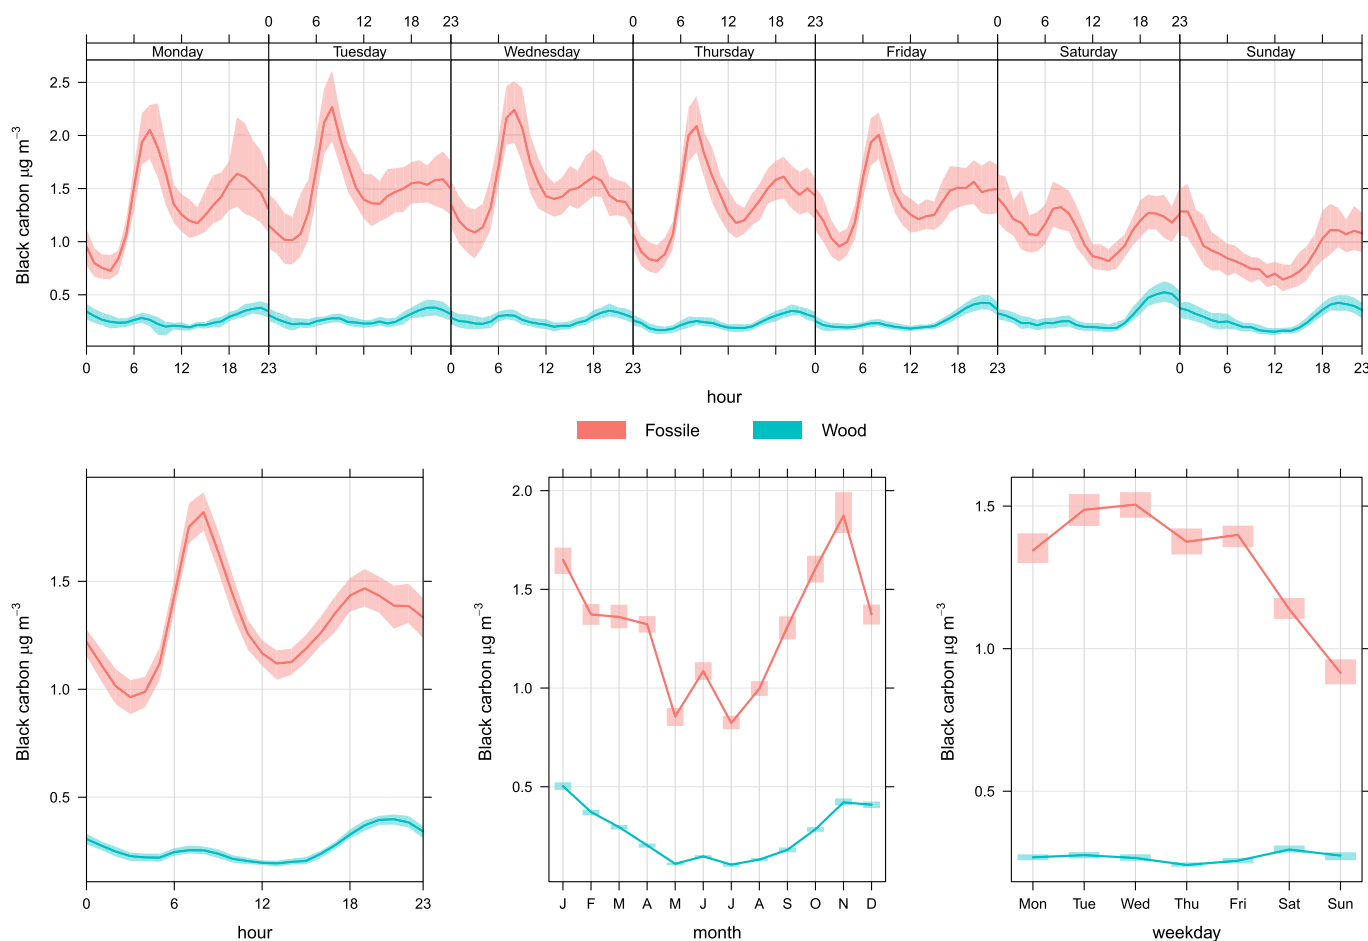 0 6 12 18 23 0 6 12 18 23 0 6 12 18 23
Monday Tuesday Wednesday Thursday Friday Saturday Sunday
2.5
2.0
1.5
1.0
0.5
Black carbon µg m⁻³
0 6 12 18 23 0 6 12 18 23 0 6 12 18 23 0 6 12 18 23
hour
Fossile Wood
1.5
1.0
0.5
Black carbon µg m⁻³
0 6 12 18 23
hour
2.0
1.5
1.0
0.5
Black carbon µg m⁻³
J F M A M J J A S O N D
month
1.5
1.0
0.5
Black carbon µg m⁻³
Mon Tue Wed Thu Fri Sat Sun
weekday